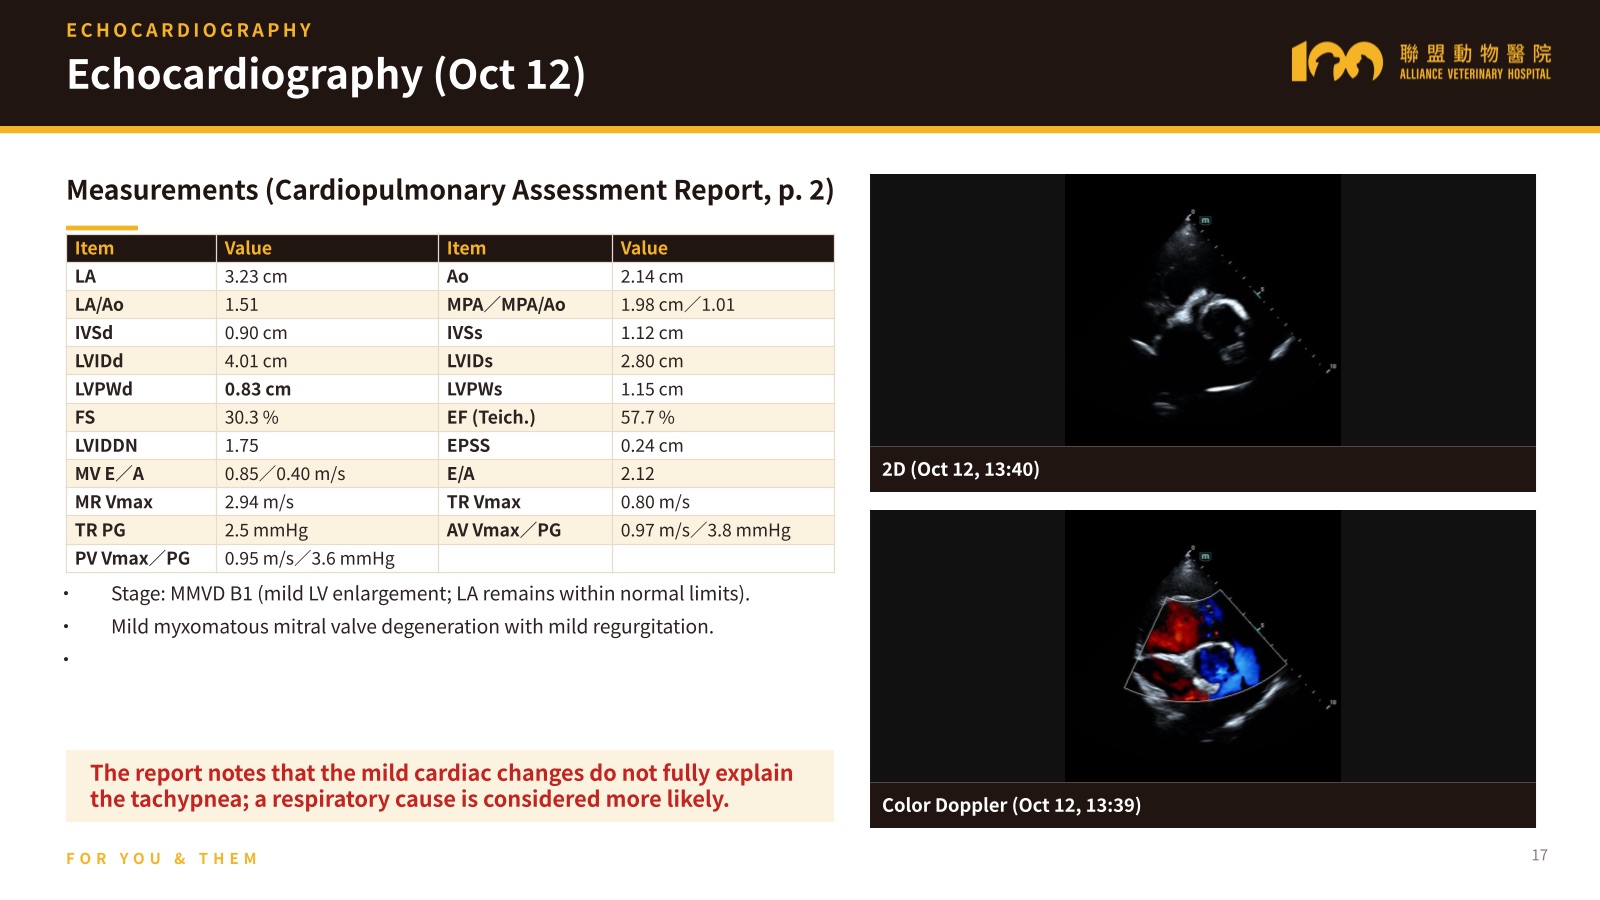 ECHOCARDIOGRAPHY
Echocardiography (Oct 12)
聯盟動物醫院
ALLIANCE VETERINARY HOSPITAL
Measurements (Cardiopulmonary Assessment Report, p. 2)
Item Value Item Value
LA 3.23 cm Ao 2.14 cm
LA/Ao 1.51 MPA／MPA/Ao 1.98 cm／1.01
IVSd 0.90 cm IVSs 1.12 cm
LVIDd 4.01 cm LVIDs 2.80 cm
LVPWd 0.83 cm LVPWs 1.15 cm
FS 30.3 % EF (Teich.) 57.7 %
LVIDDN 1.75 EPSS 0.24 cm
MV E／A 0.85／0.40 m/s E/A 2.12
MR Vmax 2.94 m/s TR Vmax 0.80 m/s
TR PG 2.5 mmHg AV Vmax／PG 0.97 m/s／3.8 mmHg
PV Vmax／PG 0.95 m/s／3.6 mmHg
• Stage: MMVD B1 (mild LV enlargement; LA remains within normal limits).
• Mild myxomatous mitral valve degeneration with mild regurgitation.
•
The report notes that the mild cardiac changes do not fully explain
the tachypnea; a respiratory cause is considered more likely.
m
5
10
2D (Oct 12, 13:40)
m
5
10
Color Doppler (Oct 12, 13:39)
FOR YOU & THEM
17